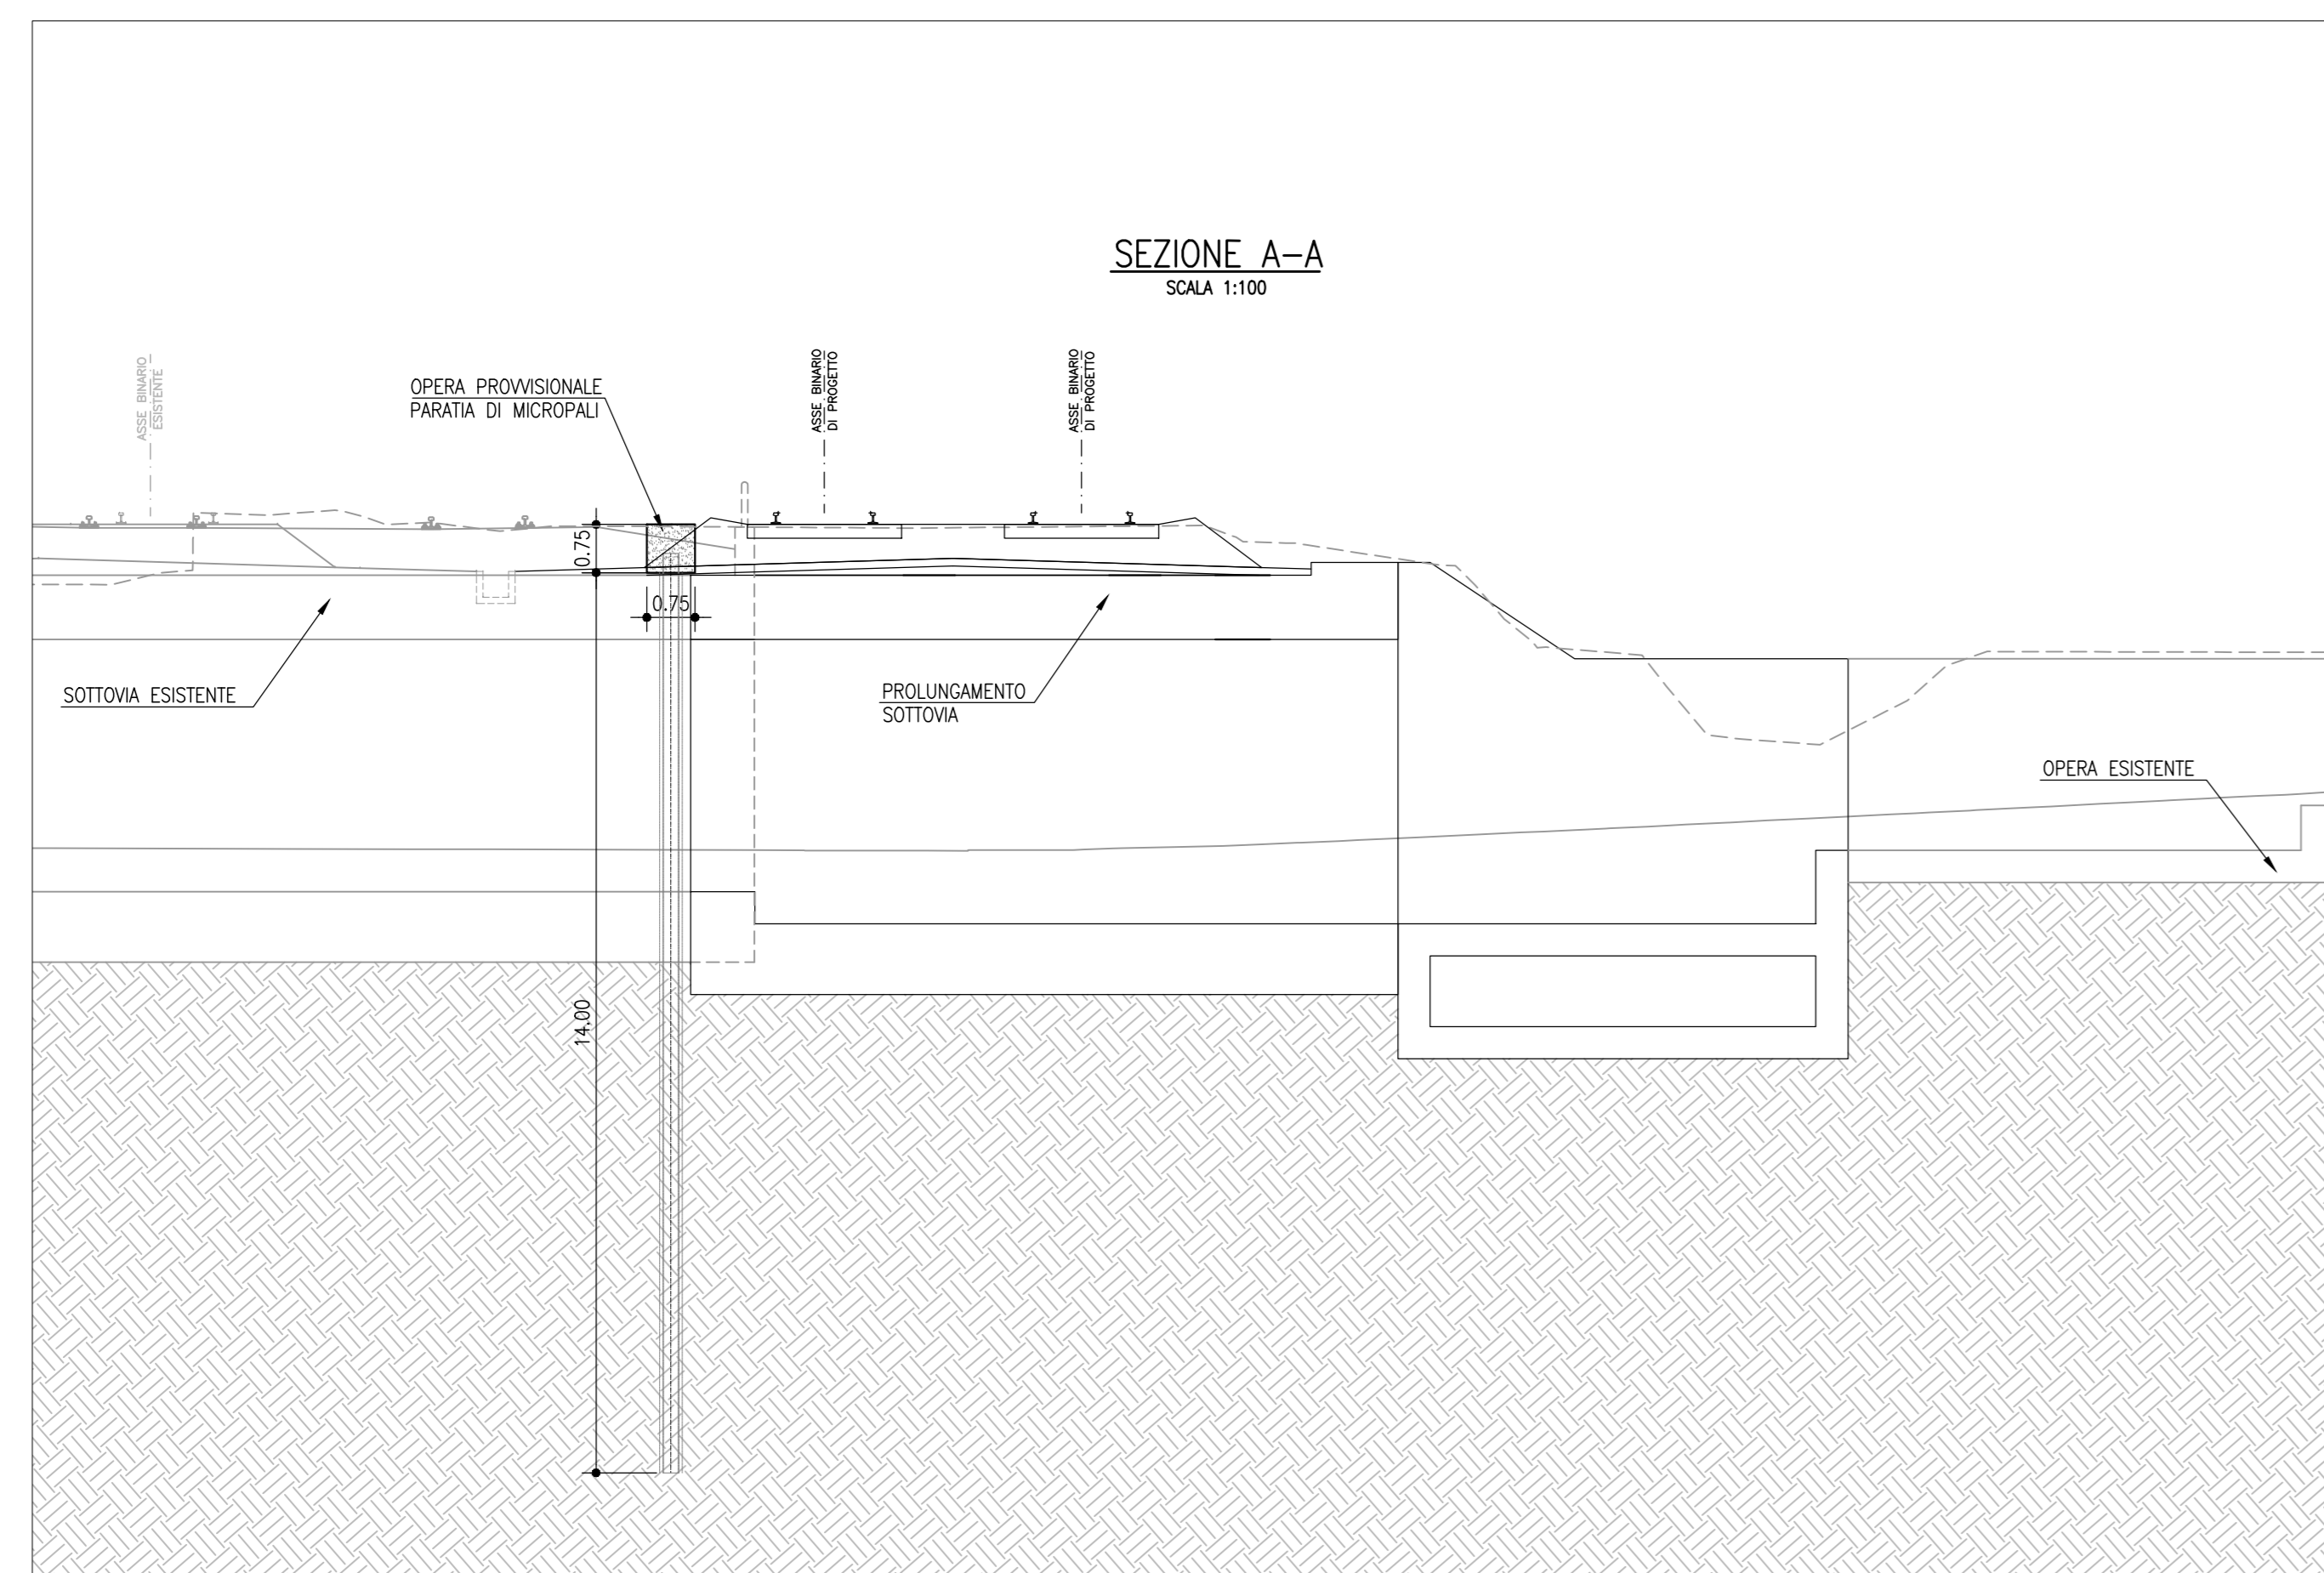 SEZIONE A-A
SCALA 1:100
ASSE BINARIO
ESISTENTE
OPERA PROVVISIONALE
PARATIA DI MICROPALI
ASSE BINARIO
DI PROGETTO
ASSE BINARIO
DI PROGETTO
0.75
0.75
SOTTOVIA ESISTENTE
PROLUNGAMENTO
SOTTOVIA
OPERA ESISTENTE
14.00